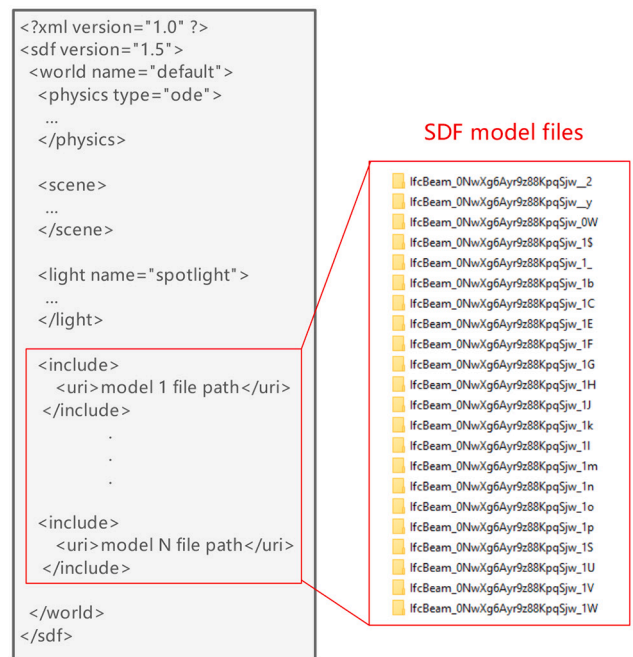 <?xml version="1.0" ?>
<sdf version="1.5">
<world name="default">
<physics type="ode">
...
</physics>
<scene>
...
</scene>
<light name="spotlight">
...
</light>
<include>
<uri>model 1 file path</uri>
</include>
.
.
.
<include>
<uri>model N file path</uri>
</include>
</world>
</sdf>
SDF model files
IfcBeam_0NwXg6Ayr9z88KpqSjw__2
IfcBeam_0NwXg6Ayr9z88KpqSjw__y
IfcBeam_0NwXg6Ayr9z88KpqSjw_0W
IfcBeam_0NwXg6Ayr9z88KpqSjw_1$
IfcBeam_0NwXg6Ayr9z88KpqSjw_1_
IfcBeam_0NwXg6Ayr9z88KpqSjw_1b
IfcBeam_0NwXg6Ayr9z88KpqSjw_1C
IfcBeam_0NwXg6Ayr9z88KpqSjw_1E
IfcBeam_0NwXg6Ayr9z88KpqSjw_1F
IfcBeam_0NwXg6Ayr9z88KpqSjw_1G
IfcBeam_0NwXg6Ayr9z88KpqSjw_1H
IfcBeam_0NwXg6Ayr9z88KpqSjw_1J
IfcBeam_0NwXg6Ayr9z88KpqSjw_1k
IfcBeam_0NwXg6Ayr9z88KpqSjw_1l
IfcBeam_0NwXg6Ayr9z88KpqSjw_1m
IfcBeam_0NwXg6Ayr9z88KpqSjw_1n
IfcBeam_0NwXg6Ayr9z88KpqSjw_1o
IfcBeam_0NwXg6Ayr9z88KpqSjw_1p
IfcBeam_0NwXg6Ayr9z88KpqSjw_1S
IfcBeam_0NwXg6Ayr9z88KpqSjw_1U
IfcBeam_0NwXg6Ayr9z88KpqSjw_1V
IfcBeam_0NwXg6Ayr9z88KpqSjw_1W